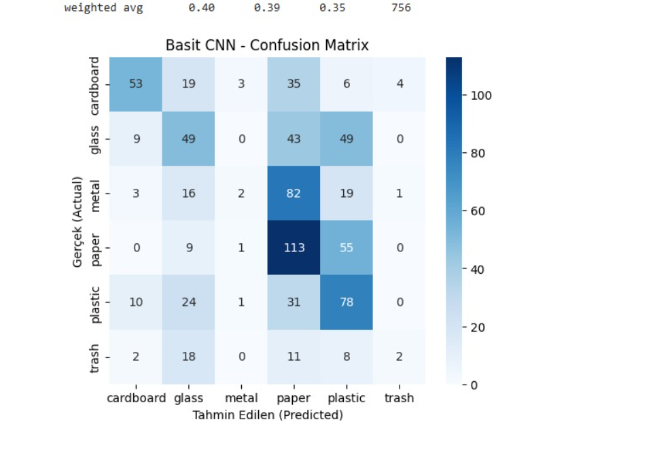 weighted avg 0.40 0.39 0.35 756
Basit CNN - Confusion Matrix
cardboard 53 19 3 35 6 4
glass 9 49 0 43 49 0
metal 3 16 2 82 19 1
paper 0 9 1 113 55 0
plastic 10 24 1 31 78 0
trash 2 18 0 11 8 2
Gerçek (Actual)
cardboard glass metal paper plastic trash
Tahmin Edilen (Predicted)
100
80
60
40
20
0